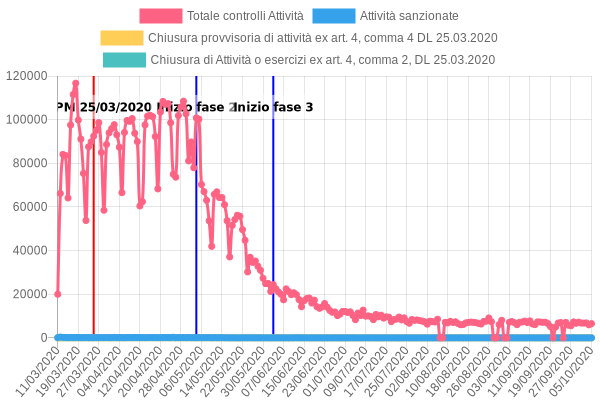 Totale controlli Attività Attività sanzionate
Chiusura provvisoria di attività ex art. 4, comma 4 DL 25.03.2020
Chiusura di Attività o esercizi ex art. 4, comma 2, DL 25.03.2020
120000
PM 25/03/2020 Inizio fase 2 Inizio fase 3
100000
80000
60000
40000
20000
0
11/03/2020 19/03/2020 27/03/2020 04/04/2020 12/04/2020 20/04/2020 28/04/2020 06/05/2020 14/05/2020 22/05/2020 30/05/2020 07/06/2020 15/06/2020 23/06/2020 01/07/2020 09/07/2020 17/07/2020 25/07/2020 02/08/2020 10/08/2020 18/08/2020 26/08/2020 03/09/2020 11/09/2020 19/09/2020 27/09/2020 05/10/2020